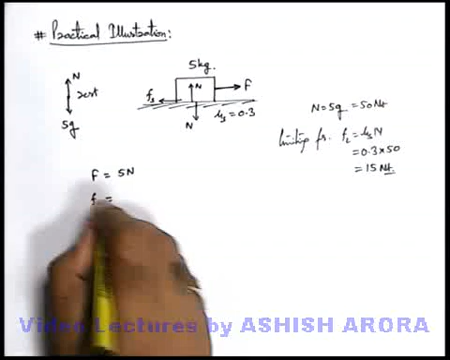 # Practical Illustration:
5kg.
N
rest
5g
fs
N
F
N
μs = 0.3
N = 5g = 50 Nt
limiting fr. fL = μsN
= 0.3 × 50
= 15 Nt.
F = 5N
f =
Video Lectures by ASHISH ARORA